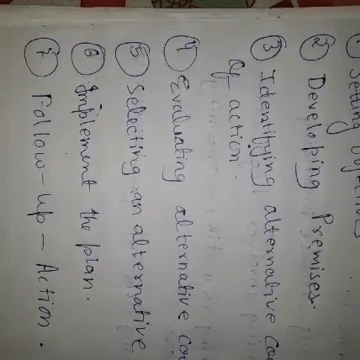 ① Setting
② Developing Premises.
③ Identifying alternative
of action.
④ Evaluating alternative
⑤ Selecting an alternative
⑥ Implement the plan.
⑦ Follow-Up - Action.